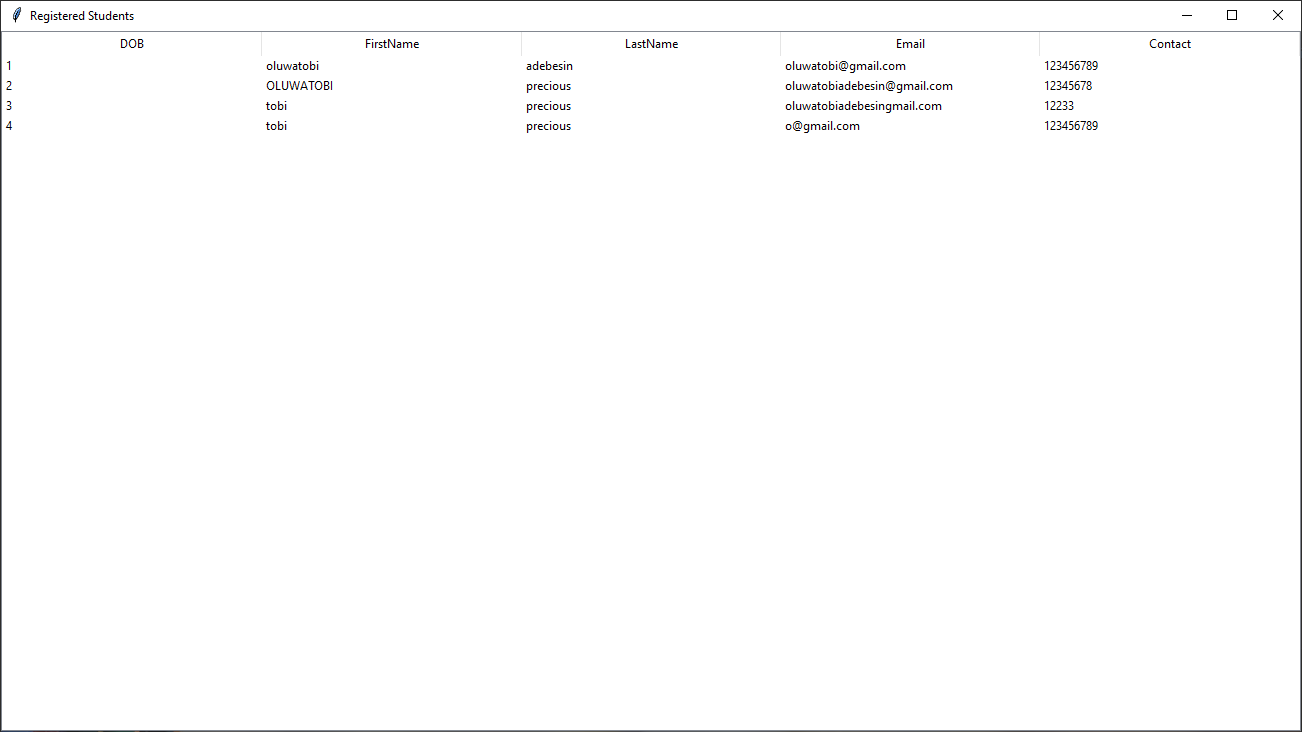 Registered Students
DOB FirstName LastName Email Contact
1 oluwatobi adebesin oluwatobi@gmail.com 123456789
2 OLUWATOBI precious oluwatobiadebesin@gmail.com 12345678
3 tobi precious oluwatobiadebesingmail.com 12233
4 tobi precious o@gmail.com 123456789